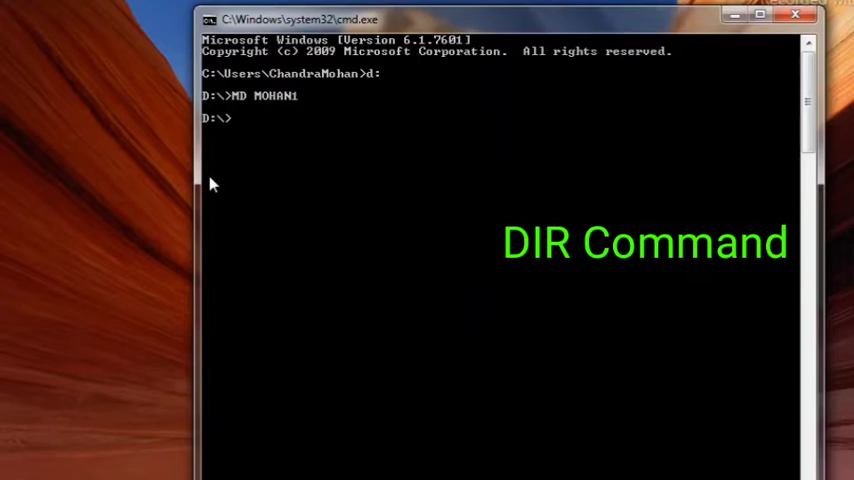 C:\Windows\system32\cmd.exe
Microsoft Windows [Version 6.1.7601]
Copyright (c) 2009 Microsoft Corporation.  All rights reserved.
C:\Users\ChandraMohan>d:
D:\>MD MOHAN1
D:\>
DIR Command